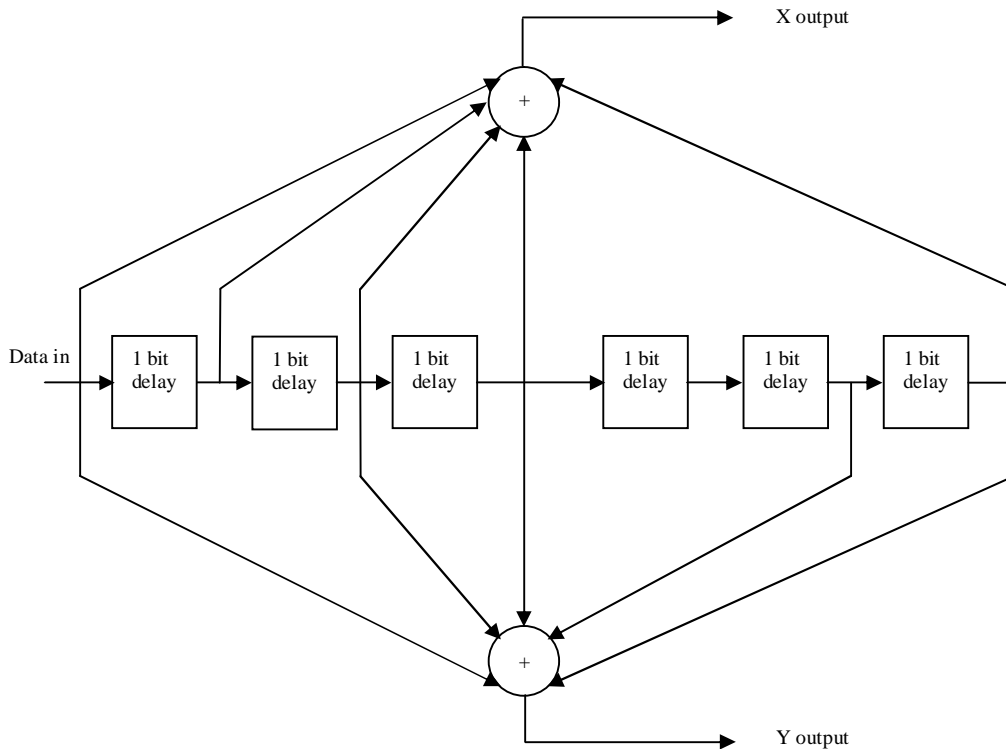 X output
+
Data in
1 bit
delay
1 bit
delay
1 bit
delay
1 bit
delay
1 bit
delay
1 bit
delay
+
Y output